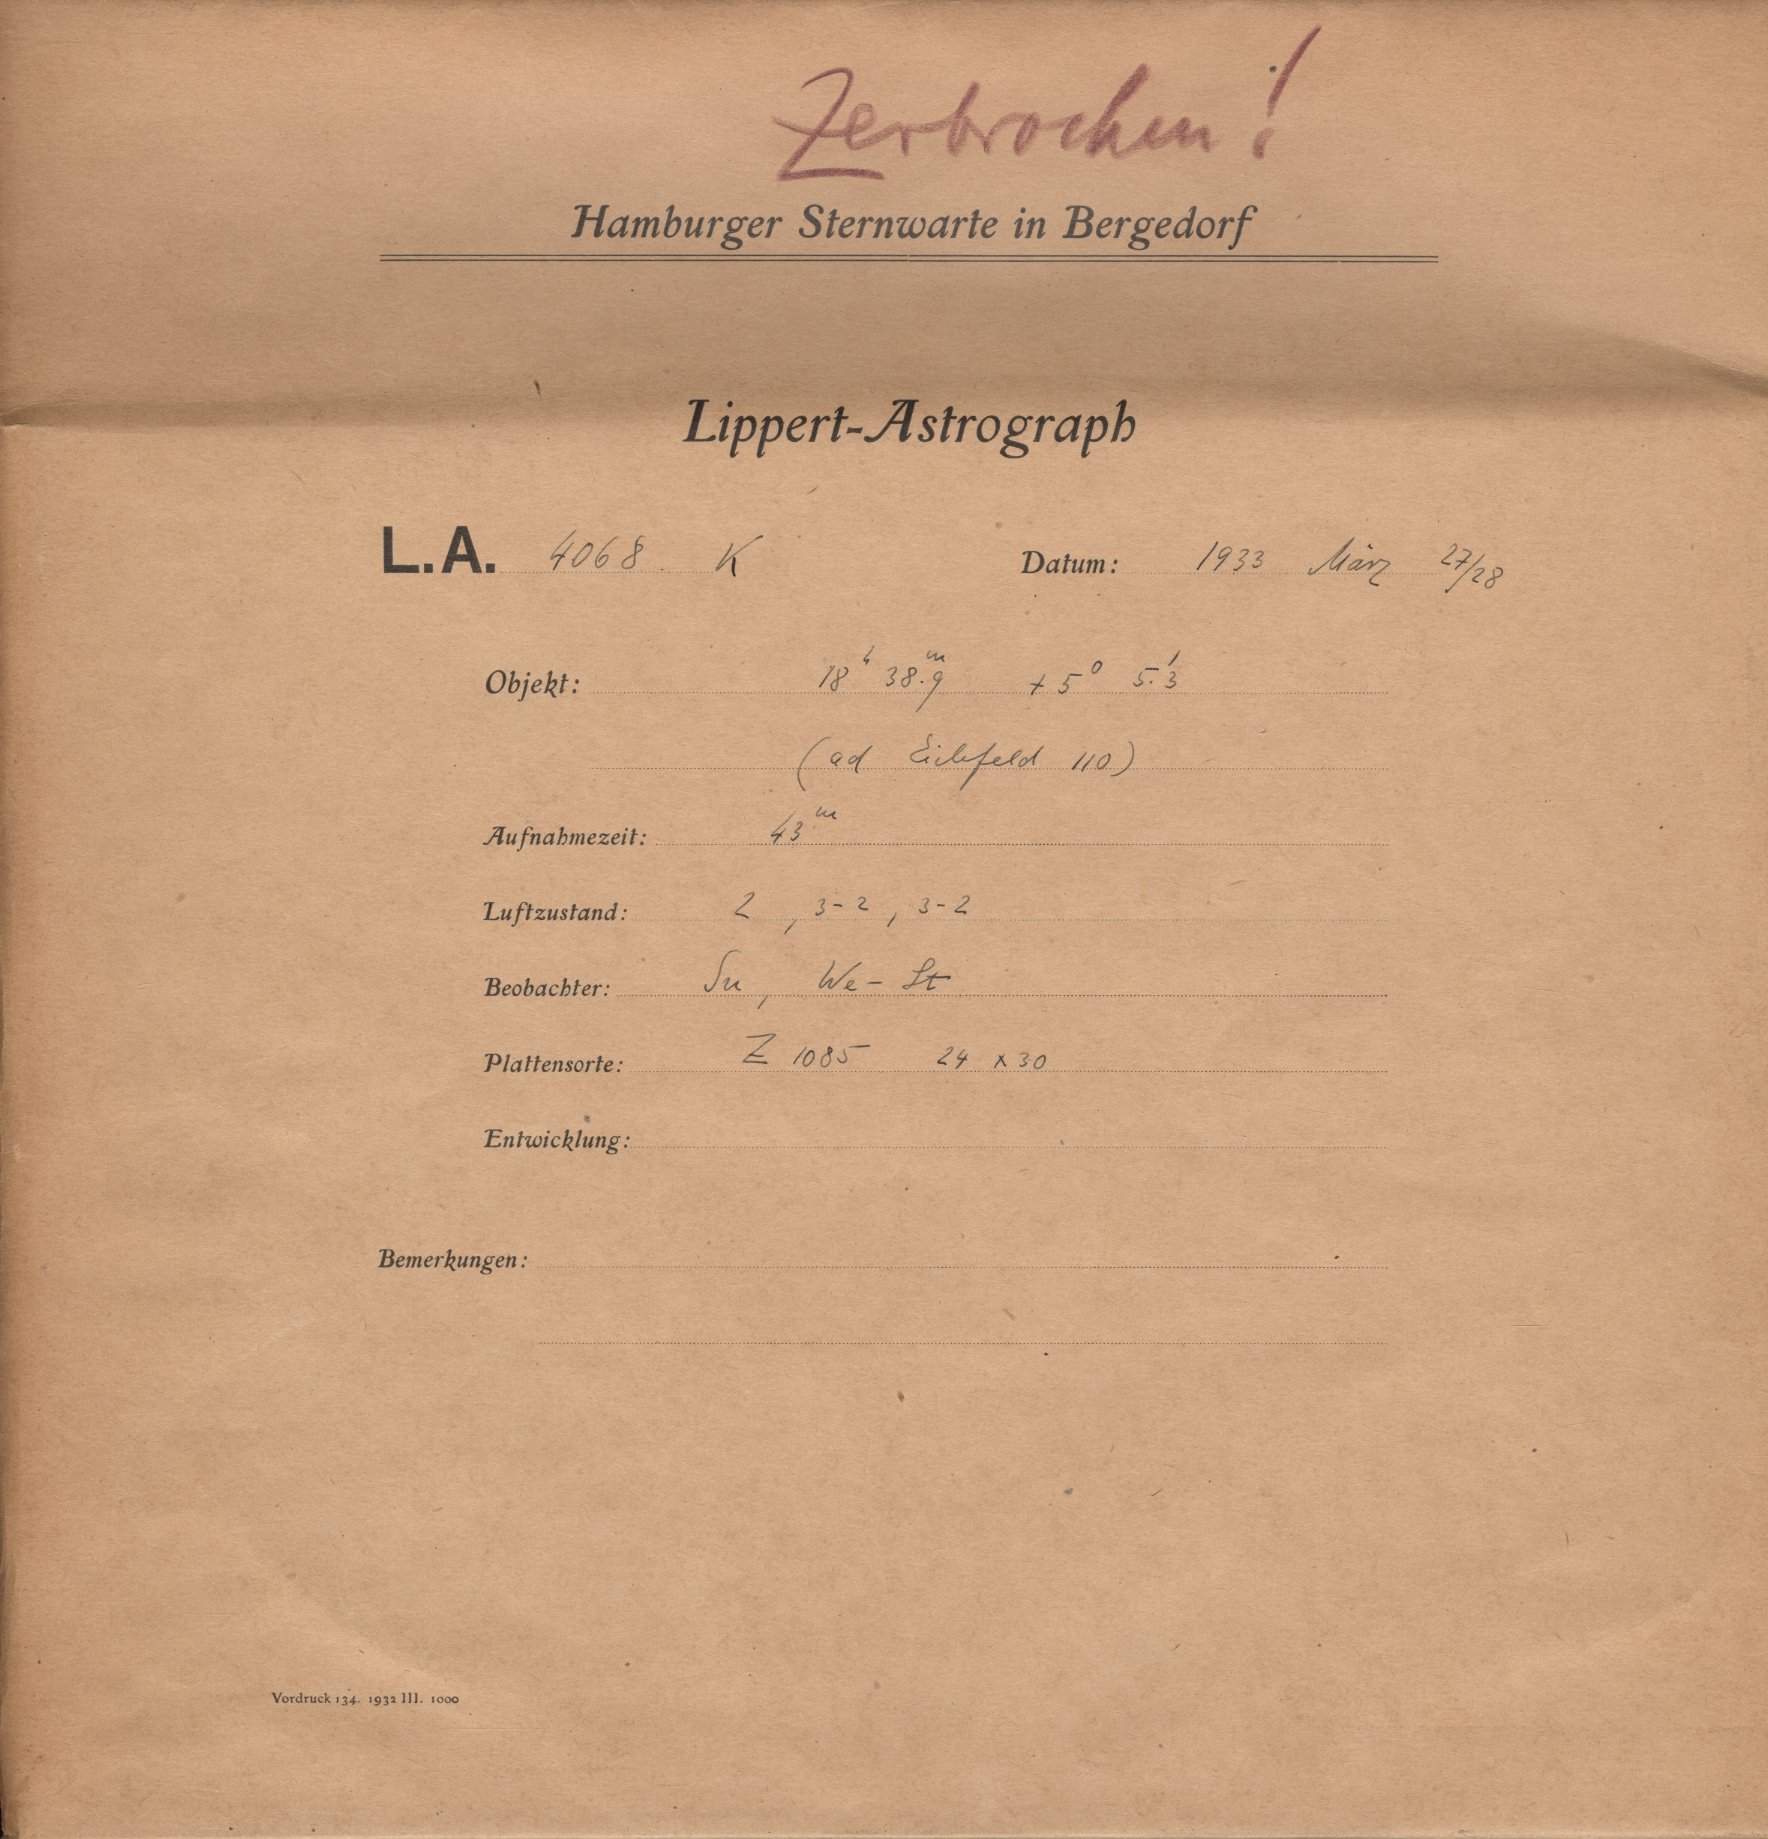 Zerbrochen!
Hamburger Sternwarte in Bergedorf
Lippert-Astrograph
L.A. 4068 K Datum: 1933 März 27/28
Objekt: 18ʰ 38.ᵐ9 +5° 5.′3
(ad Eichfeld 110)
Aufnahmezeit: 43ᵐ
Luftzustand: 2, 3-2, 3-2
Beobachter: Su, We-St
Plattensorte: Z 1085 24 x 30
Entwicklung:
Bemerkungen:
Vordruck 134. 1932 III. 1000